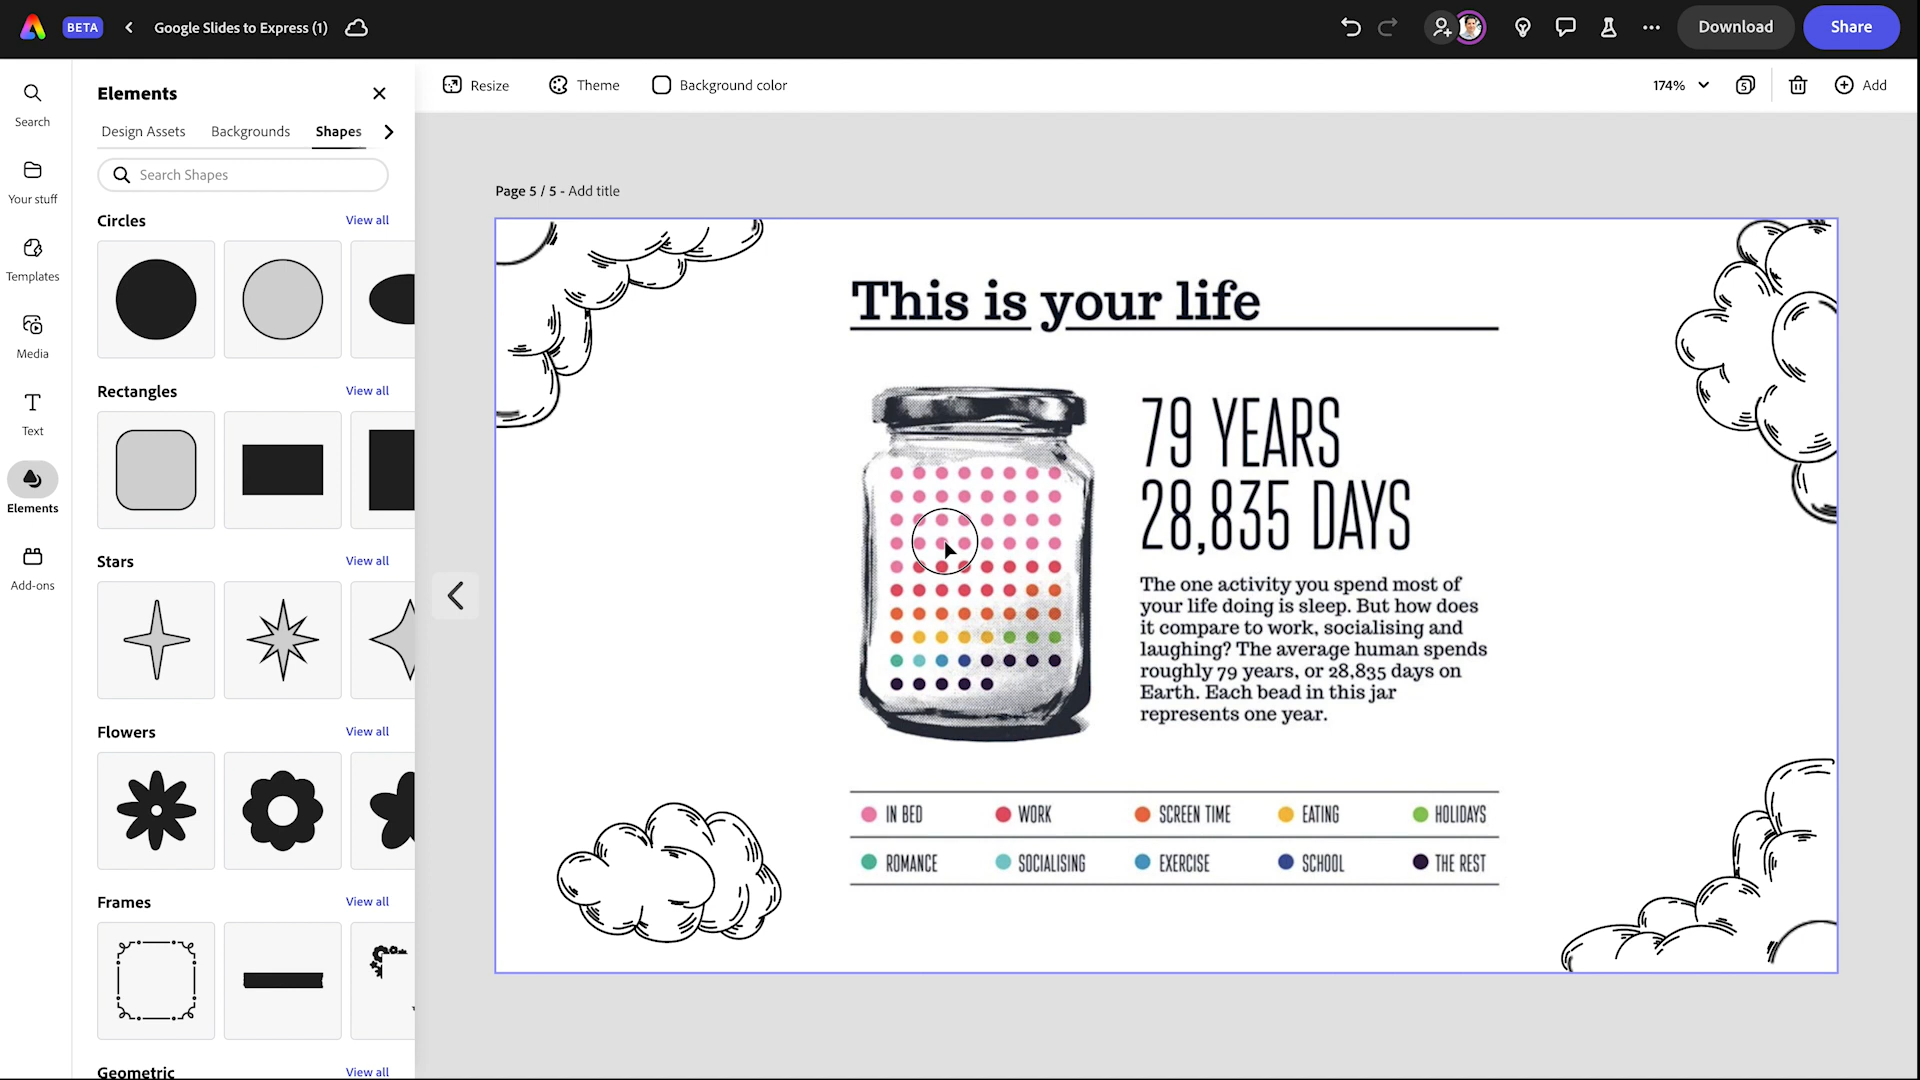 BETA
Google Slides to Express (1)
Download
Share
Search
Your stuff
Templates
Media
Text
Elements
Add-ons
Elements
Design Assets
Backgrounds
Shapes
Search Shapes
Circles
View all
Rectangles
View all
Stars
View all
Flowers
View all
Frames
View all
Geometric
View all
Resize
Theme
Background color
174%
5
Add
Page 5 / 5 - Add title
This is your life
79 YEARS
28,835 DAYS
The one activity you spend most of
your life doing is sleep. But how does
it compare to work, socialising and
laughing? The average human spends
roughly 79 years, or 28,835 days on
Earth. Each bead in this jar
represents one year.
IN BED
WORK
SCREEN TIME
EATING
HOLIDAYS
ROMANCE
SOCIALISING
EXERCISE
SCHOOL
THE REST